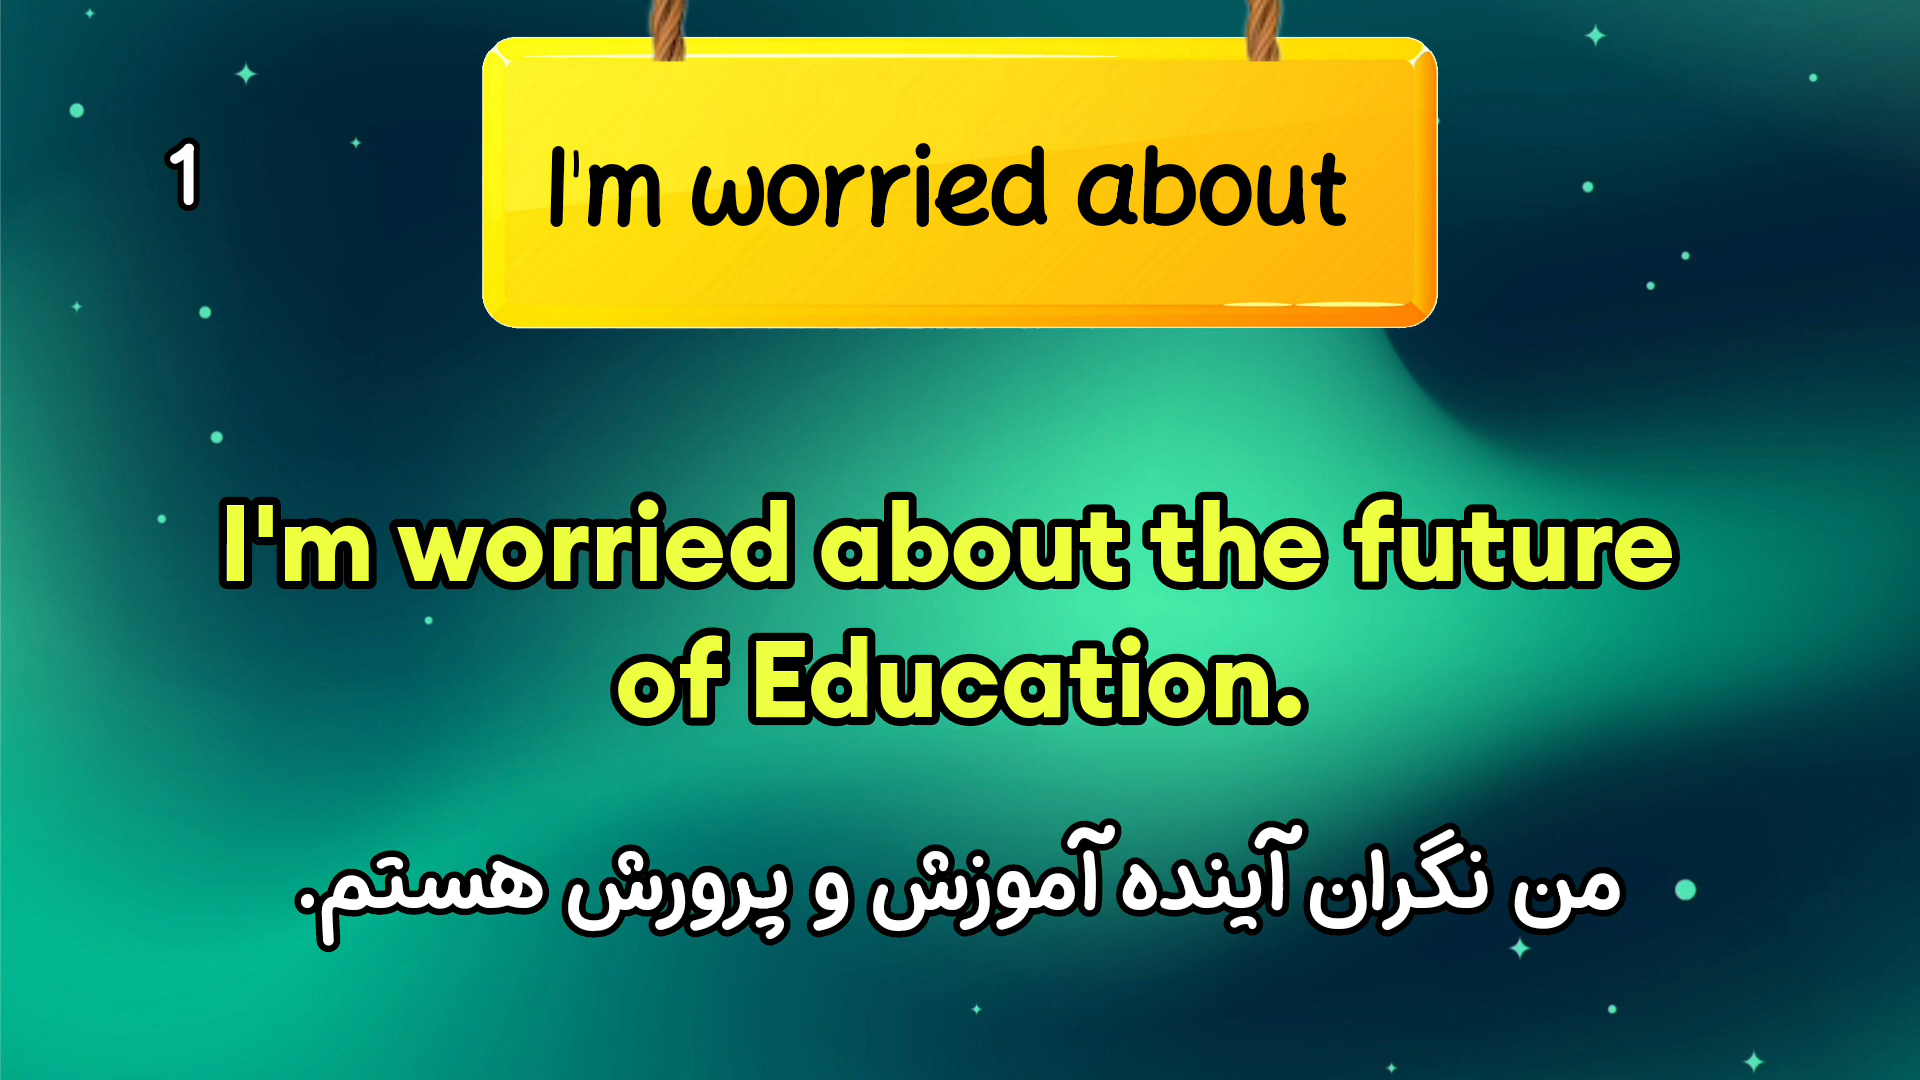 1
I'm worried about
I'm worried about the future
of Education.
من نگران آینده آموزش و پرورش هستم.